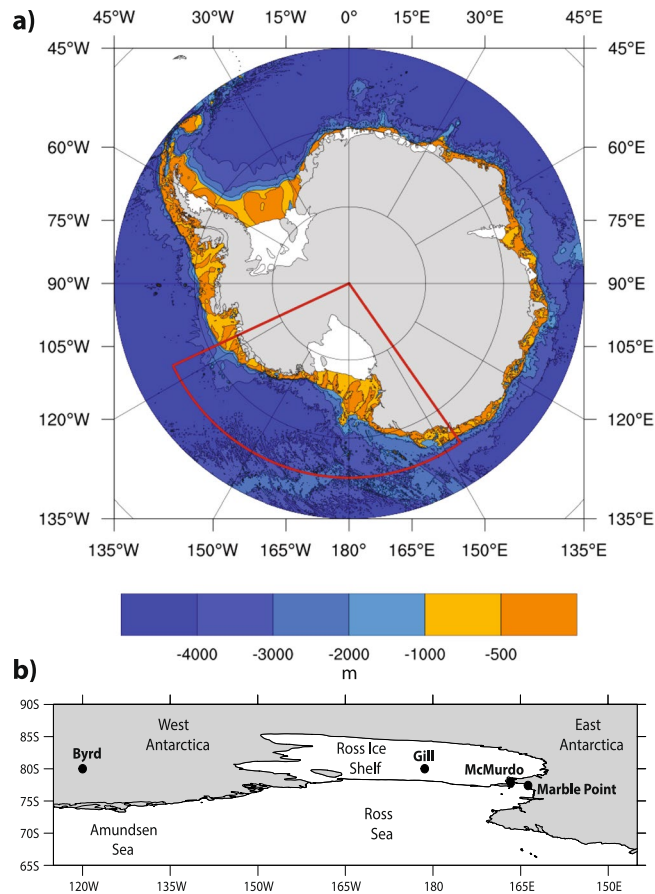 a)
45°W 30°W 15°W 0° 15°E 30°E 45°E
45°W 45°E
60°W 60°E
75°W 75°E
90°W 90°E
105°W 105°E
120°W 120°E
135°W 135°E
135°W 150°W 165°W 180° 165°E 150°E 135°E
-4000 -3000 -2000 -1000 -500
m
b)
90S
85S
80S
75S
70S
65S
West
Antarctica
East
Antarctica
Byrd
Ross Ice
Shelf
Gill
McMurdo
Marble Point
Amundsen
Sea
Ross
Sea
120W 135W 150W 165W 180 165E 150E